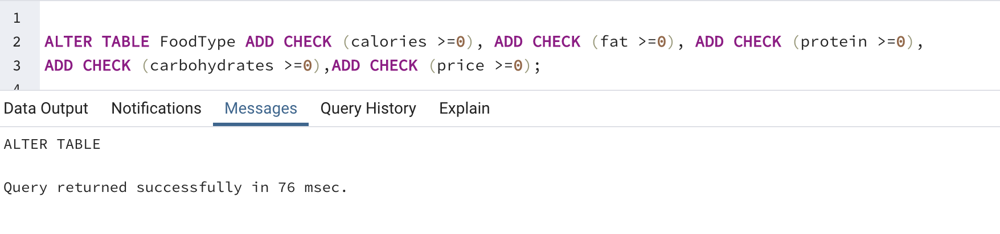 1
2 ALTER TABLE FoodType ADD CHECK (calories >=0), ADD CHECK (fat >=0), ADD CHECK (protein >=0),
3 ADD CHECK (carbohydrates >=0),ADD CHECK (price >=0);
4
Data Output Notifications Messages Query History Explain
ALTER TABLE
Query returned successfully in 76 msec.